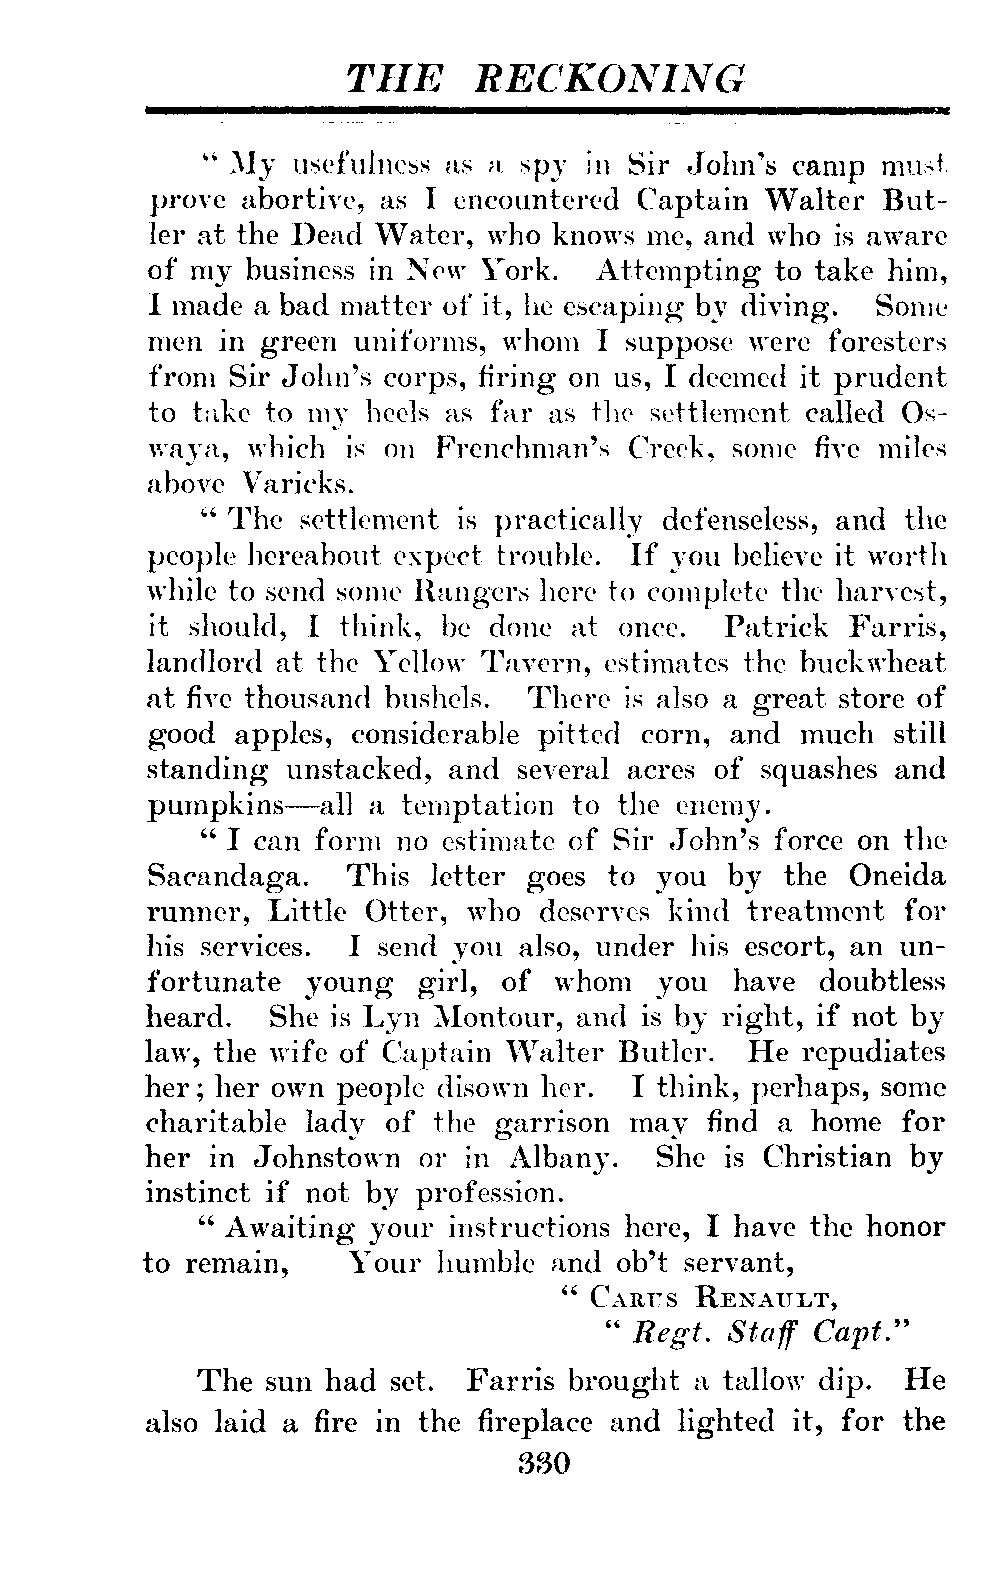 THE RECKONING
“ My usefulness as a spy in Sir John’s camp must
prove abortive, as I encountered Captain Walter But-
ler at the Dead Water, who knows me, and who is aware
of my business in New York. Attempting to take him,
I made a bad matter of it, he escaping by diving. Some
men in green uniforms, whom I suppose were foresters
from Sir John’s corps, firing on us, I deemed it prudent
to take to my heels as far as the settlement called Os-
waya, which is on Frenchman’s Creek, some five miles
above Varicks.
“ The settlement is practically defenseless, and the
people hereabout expect trouble. If you believe it worth
while to send some Rangers here to complete the harvest,
it should, I think, be done at once. Patrick Farris,
landlord at the Yellow Tavern, estimates the buckwheat
at five thousand bushels. There is also a great store of
good apples, considerable pitted corn, and much still
standing unstacked, and several acres of squashes and
pumpkins—all a temptation to the enemy.
“ I can form no estimate of Sir John’s force on the
Sacandaga. This letter goes to you by the Oneida
runner, Little Otter, who deserves kind treatment for
his services. I send you also, under his escort, an un-
fortunate young girl, of whom you have doubtless
heard. She is Lyn Montour, and is by right, if not by
law, the wife of Captain Walter Butler. He repudiates
her; her own people disown her. I think, perhaps, some
charitable lady of the garrison may find a home for
her in Johnstown or in Albany. She is Christian by
instinct if not by profession.
“ Awaiting your instructions here, I have the honor
to remain, Your humble and ob’t servant,
“ CARUS RENAULT,
“ Regt. Staff Capt.”
The sun had set. Farris brought a tallow dip. He
also laid a fire in the fireplace and lighted it, for the
330